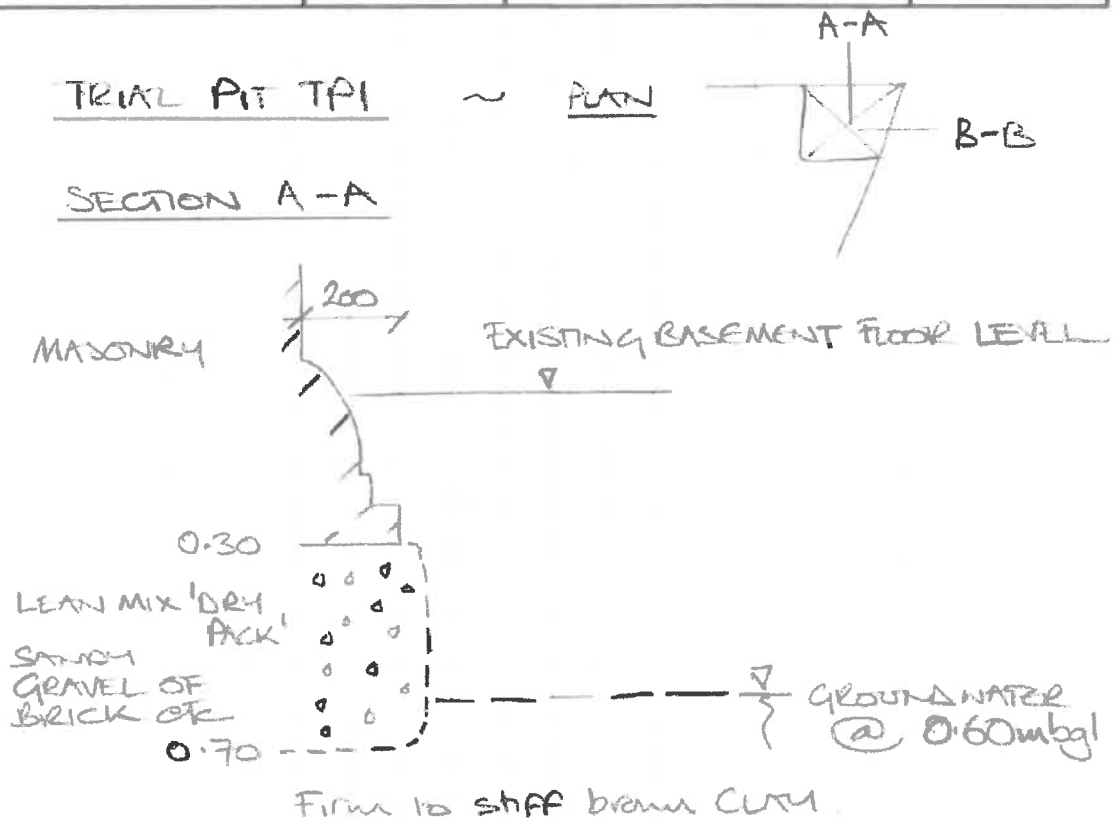 TRIAL PIT TP1 ~ PLAN
A-A
B-B
SECTION A-A
200
MASONRY
EXISTING BASEMENT FLOOR LEVEL
0.30
LEAN MIX 'DRY
PACK'
SANDY
GRAVEL OF
BRICK etc
GROUNDWATER
@ 0.60mbgl
0.70
Firm to stiff brown CLAY